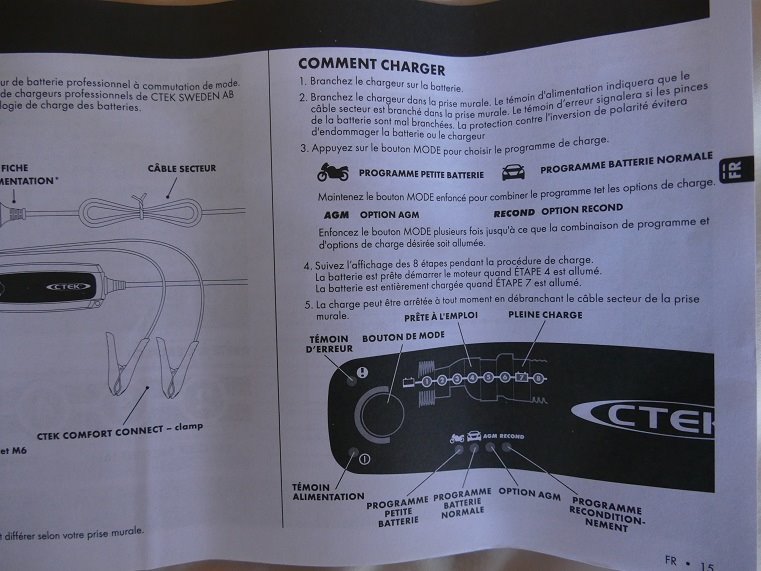 ur de batterie professionnel à commutation de mode.
de chargeurs professionnels de CTEK SWEDEN AB
logie de charge des batteries.
FICHE
MENTATION*
CÂBLE SECTEUR
CTEK
CTEK COMFORT CONNECT – clamp
et M6
t différer selon votre prise murale.
COMMENT CHARGER
1. Branchez le chargeur sur la batterie.
2. Branchez le chargeur dans la prise murale. Le témoin d'alimentation indiquera que le
câble secteur est branché dans la prise murale. Le témoin d'erreur signalera si les pinces
de la batterie sont mal branchées. La protection contre l'inversion de polarité évitera
d'endommager la batterie ou le chargeur
3. Appuyez sur le bouton MODE pour choisir le programme de charge.
PROGRAMME PETITE BATTERIE
PROGRAMME BATTERIE NORMALE
Maintenez le bouton MODE enfoncé pour combiner le programme tet les options de charge.
AGM OPTION AGM
RECOND OPTION RECOND
Enfoncez le bouton MODE plusieurs fois jusqu'à ce que la combinaison de programme et
d'options de charge désirée soit allumée.
4. Suivez l'affichage des 8 étapes pendant la procédure de charge.
La batterie est prête démarrer le moteur quand ÉTAPE 4 est allumé.
La batterie est entièrement chargée quand ÉTAPE 7 est allumé.
5. La charge peut être arrêtée à tout moment en débranchant le câble secteur de la prise
murale.
PRÊTE À L'EMPLOI
PLEINE CHARGE
TÉMOIN
D'ERREUR
BOUTON DE MODE
1 2 3 4 5 6 7 8
CTEK
AGM RECOND
TÉMOIN
ALIMENTATION
PROGRAMME
PETITE
BATTERIE
PROGRAMME
BATTERIE
NORMALE
OPTION AGM
PROGRAMME
RECONDITION-
NEMENT
FR
FR • 15